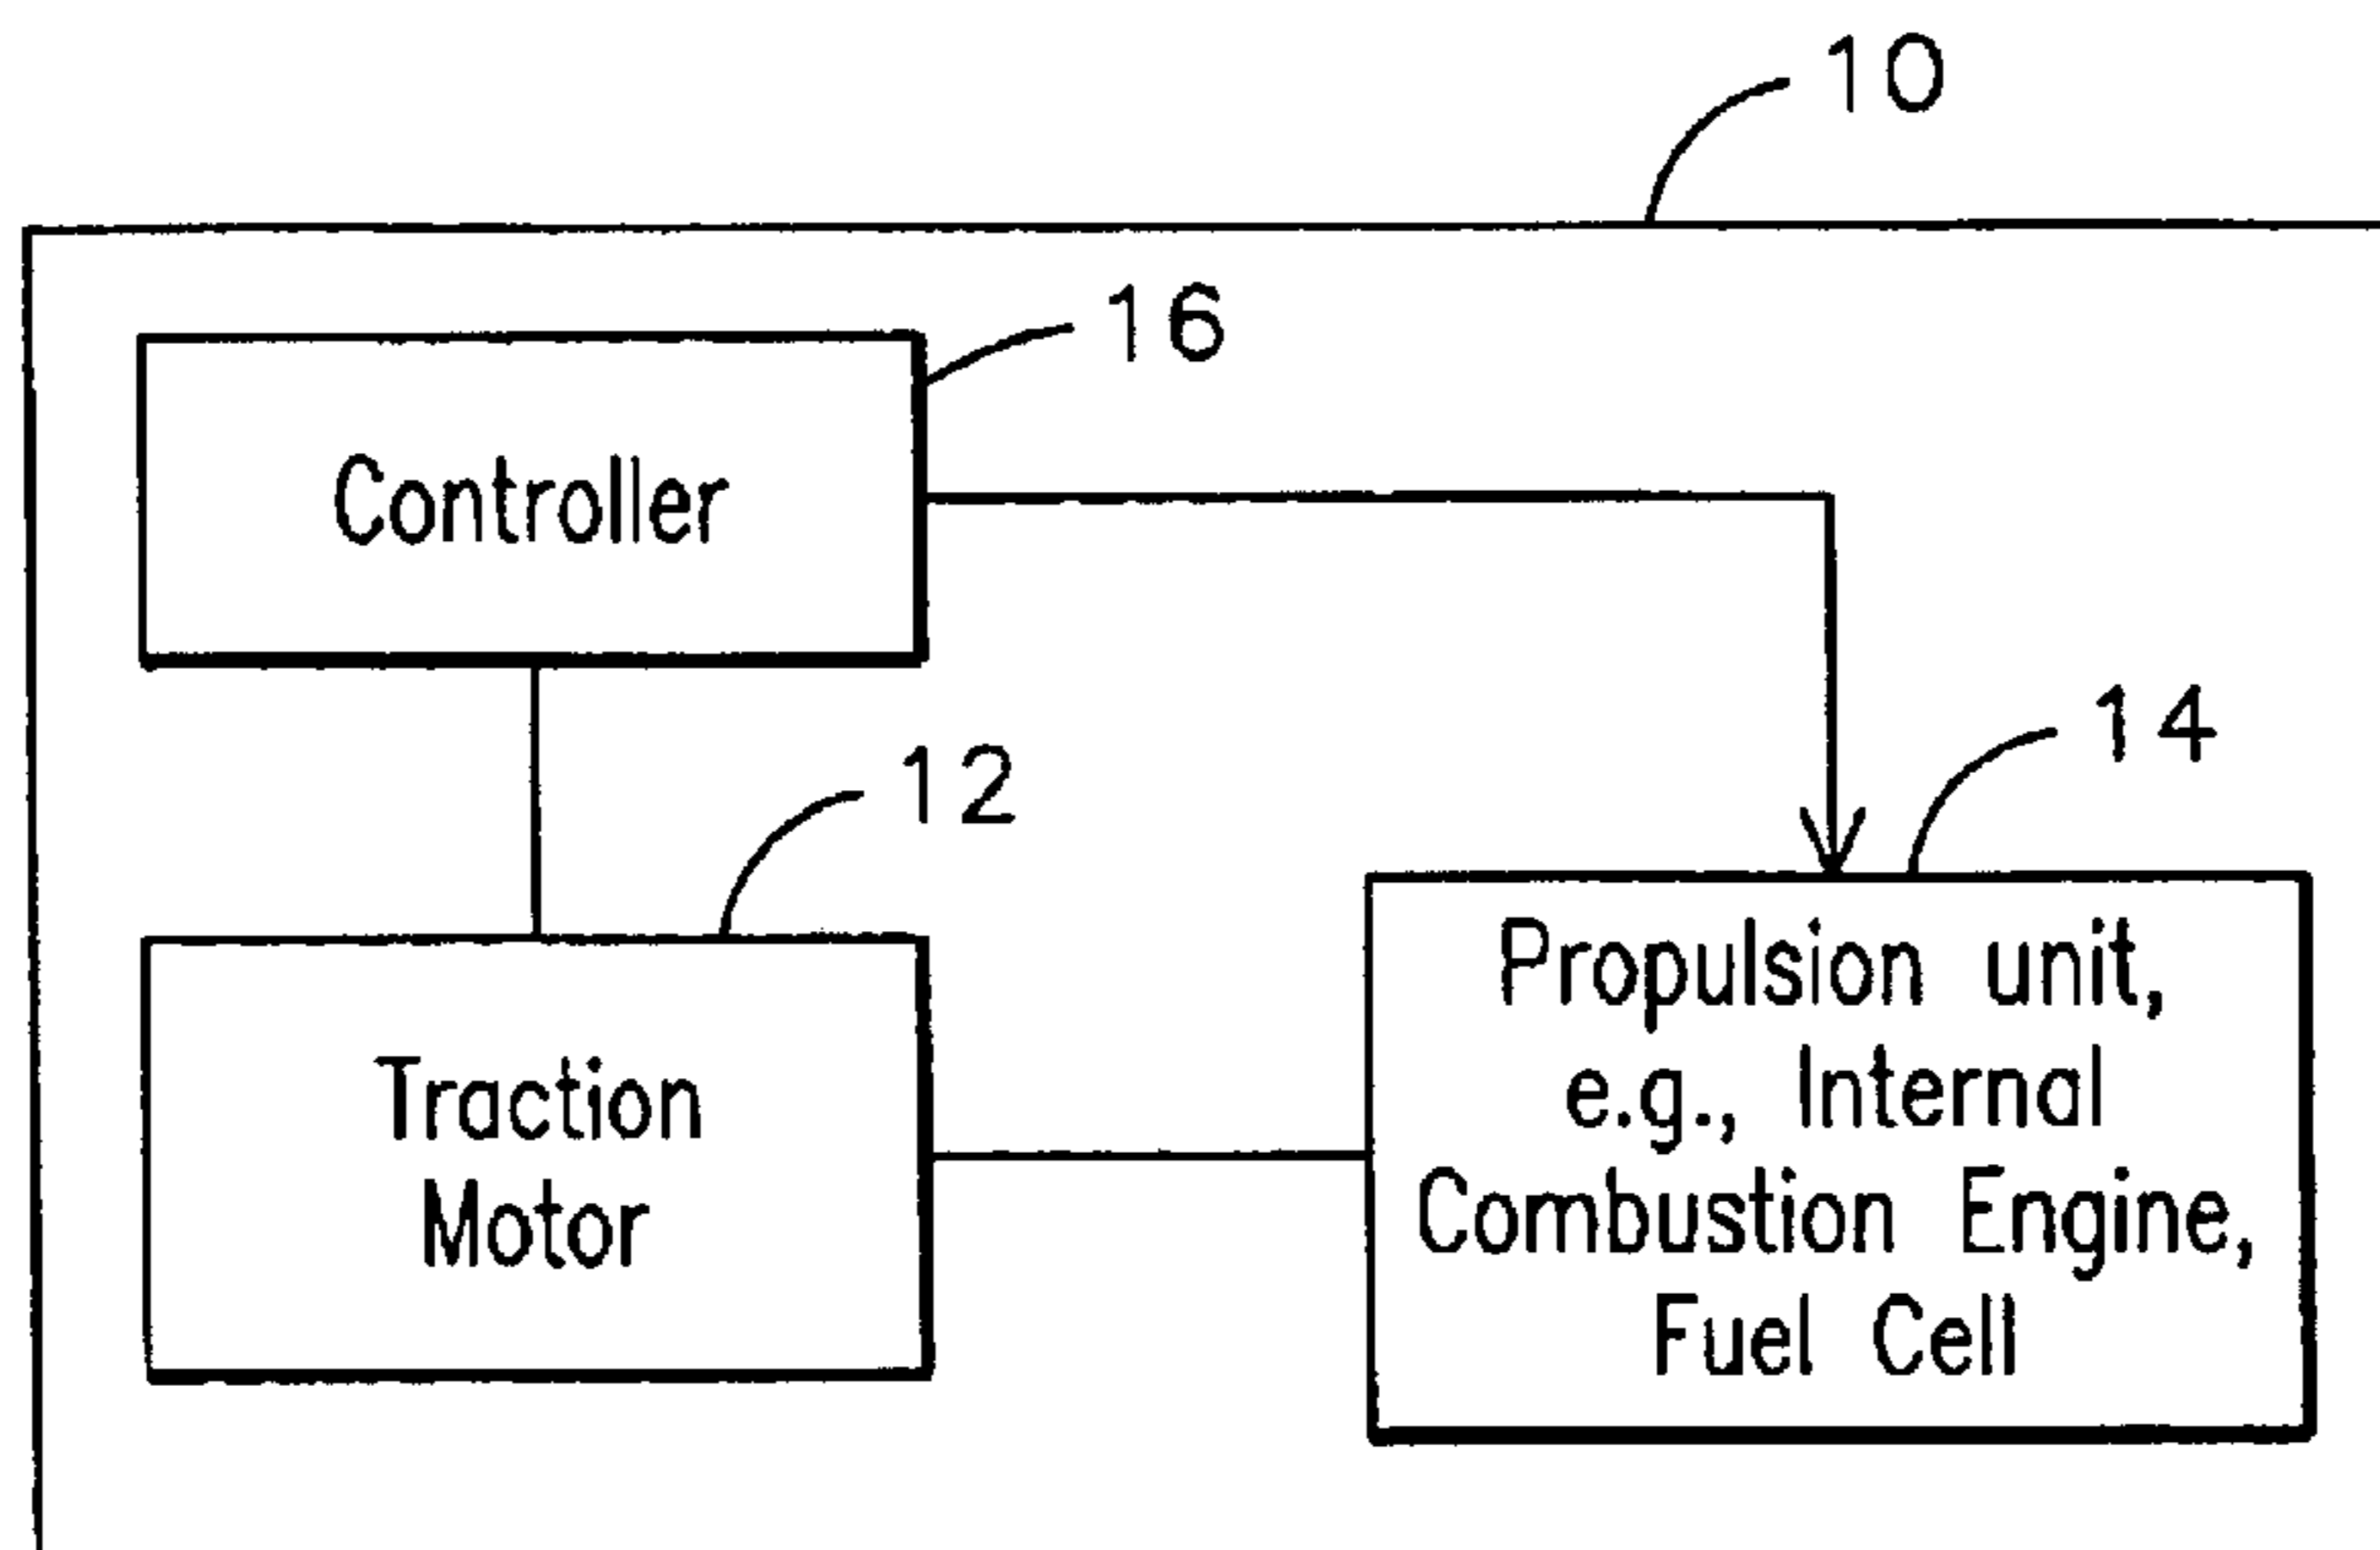 10
16
Controller
14
12
Propulsion unit,
e.g., Internal
Combustion Engine,
Fuel Cell
Traction
Motor